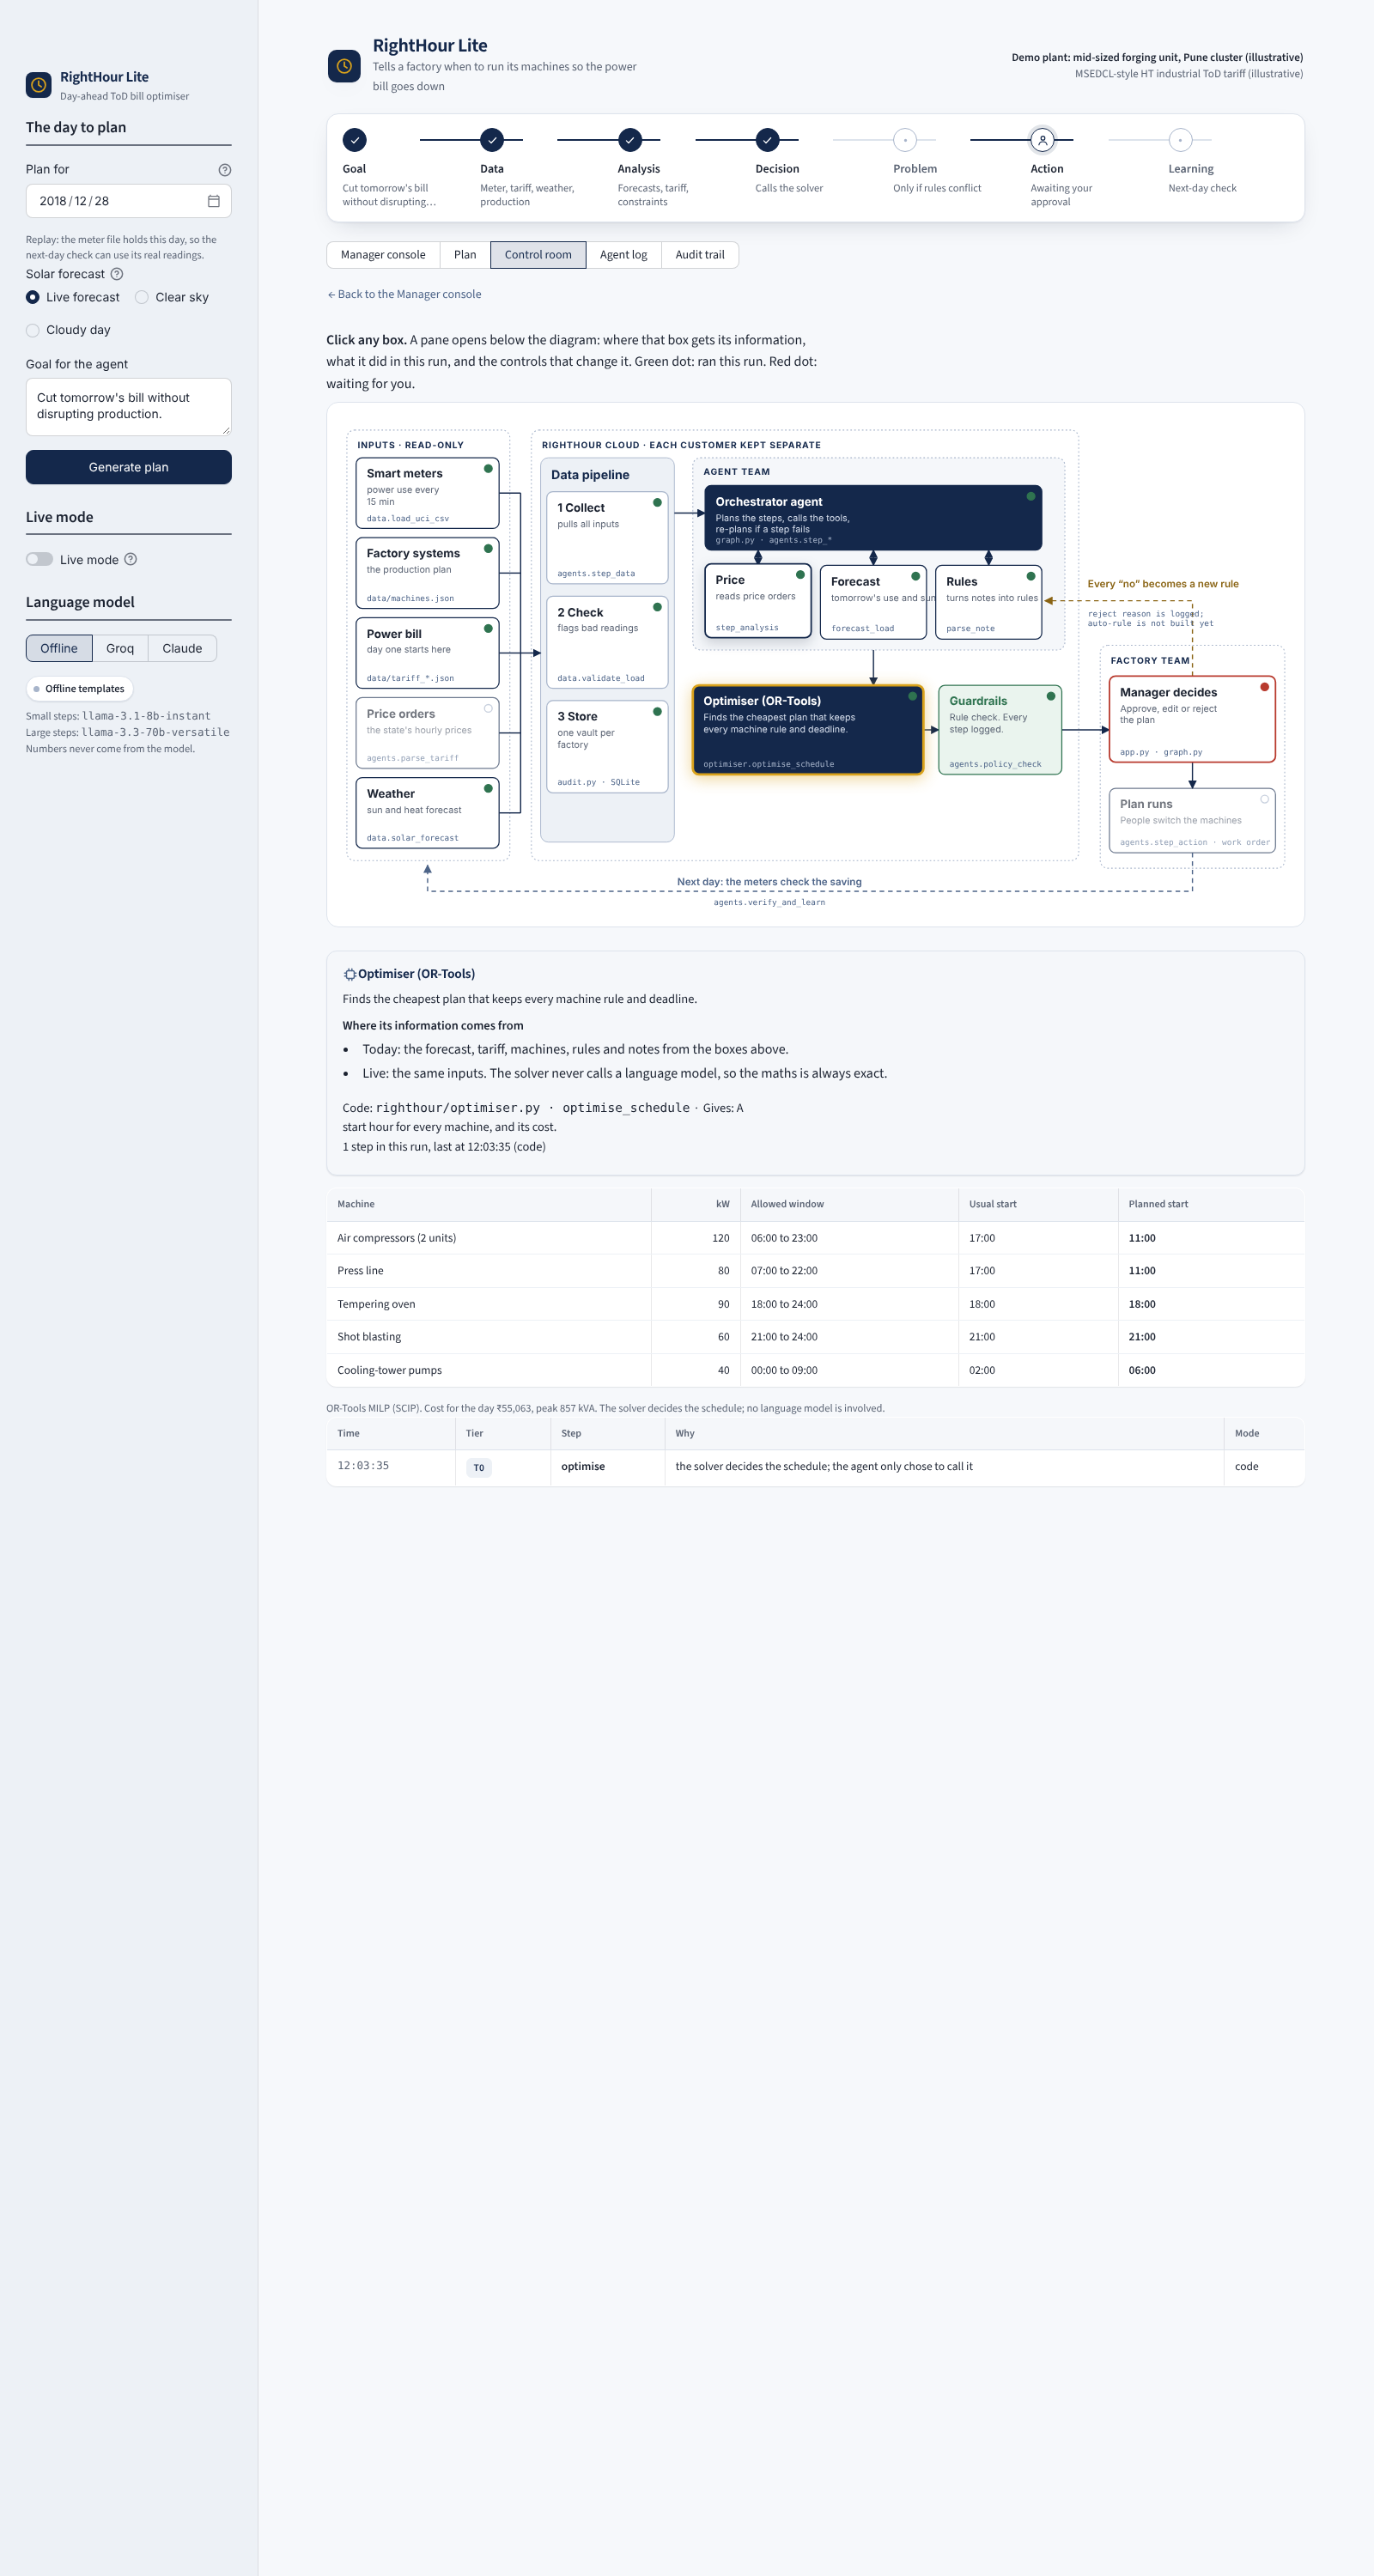 RightHour Lite
Day-ahead ToD bill optimiser
The day to plan
Plan for
2018 / 12 / 28
Replay: the meter file holds this day, so the
next-day check can use its real readings.
Solar forecast
Live forecast
Clear sky
Cloudy day
Goal for the agent
Cut tomorrow's bill without
disrupting production.
Generate plan
Live mode
Live mode
Language model
Offline
Groq
Claude
Offline templates
Small steps: llama-3.1-8b-instant
Large steps: llama-3.3-70b-versatile
Numbers never come from the model.
RightHour Lite
Tells a factory when to run its machines so the power
bill goes down
Demo plant: mid-sized forging unit, Pune cluster (illustrative)
MSEDCL-style HT industrial ToD tariff (illustrative)
Goal
Cut tomorrow's bill
without disrupting…
Data
Meter, tariff, weather,
production
Analysis
Forecasts, tariff,
constraints
Decision
Calls the solver
Problem
Only if rules conflict
Action
Awaiting your
approval
Learning
Next-day check
Manager console
Plan
Control room
Agent log
Audit trail
← Back to the Manager console
Click any box. A pane opens below the diagram: where that box gets its information,
what it did in this run, and the controls that change it. Green dot: ran this run. Red dot:
waiting for you.
INPUTS · READ-ONLY
Smart meters
power use every
15 min
data.load_uci_csv
Factory systems
the production plan
data/machines.json
Power bill
day one starts here
data/tariff_*.json
Price orders
the state's hourly prices
agents.parse_tariff
Weather
sun and heat forecast
data.solar_forecast
RIGHTHOUR CLOUD · EACH CUSTOMER KEPT SEPARATE
Data pipeline
1 Collect
pulls all inputs
agents.step_data
2 Check
flags bad readings
data.validate_load
3 Store
one vault per
factory
audit.py · SQLite
AGENT TEAM
Orchestrator agent
Plans the steps, calls the tools,
re-plans if a step fails
graph.py · agents.step_*
Price
reads price orders
step_analysis
Forecast
tomorrow's use and sun
forecast_load
Rules
turns notes into rules
parse_note
Optimiser (OR-Tools)
Finds the cheapest plan that keeps
every machine rule and deadline.
optimiser.optimise_schedule
Guardrails
Rule check. Every
step logged.
agents.policy_check
Every “no” becomes a new rule
reject reason is logged;
auto-rule is not built yet
FACTORY TEAM
Manager decides
Approve, edit or reject
the plan
app.py · graph.py
Plan runs
People switch the machines
agents.step_action · work order
Next day: the meters check the saving
agents.verify_and_learn
Optimiser (OR-Tools)
Finds the cheapest plan that keeps every machine rule and deadline.
Where its information comes from
• Today: the forecast, tariff, machines, rules and notes from the boxes above.
• Live: the same inputs. The solver never calls a language model, so the maths is always exact.
Code: righthour/optimiser.py · optimise_schedule · Gives: A
start hour for every machine, and its cost.
1 step in this run, last at 12:03:35 (code)
Machine kW Allowed window Usual start Planned start
Air compressors (2 units) 120 06:00 to 23:00 17:00 11:00
Press line 80 07:00 to 22:00 17:00 11:00
Tempering oven 90 18:00 to 24:00 18:00 18:00
Shot blasting 60 21:00 to 24:00 21:00 21:00
Cooling-tower pumps 40 00:00 to 09:00 02:00 06:00
OR-Tools MILP (SCIP). Cost for the day ₹55,063, peak 857 kVA. The solver decides the schedule; no language model is involved.
Time Tier Step Why Mode
12:03:35 T0 optimise the solver decides the schedule; the agent only chose to call it code